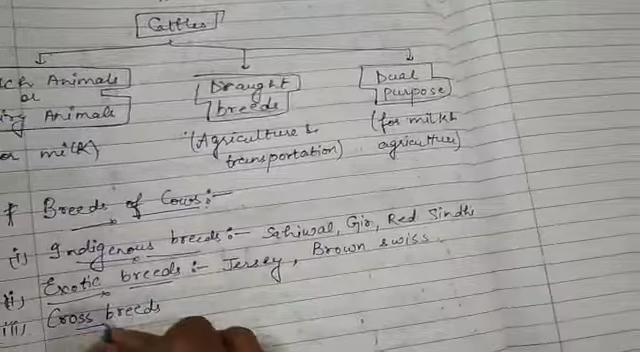 Cattles
Animals Draught Dual
or breeds purpose
Animals (Agriculture & (for milk &
milk) transportation) agriculture)
* Breeds of Cows:-
(i) Indigenous breeds:- Sahiwal, Gir, Red Sindhi
(ii) Exotic breeds:- Jersey, Brown swiss.
(iii) Cross breeds